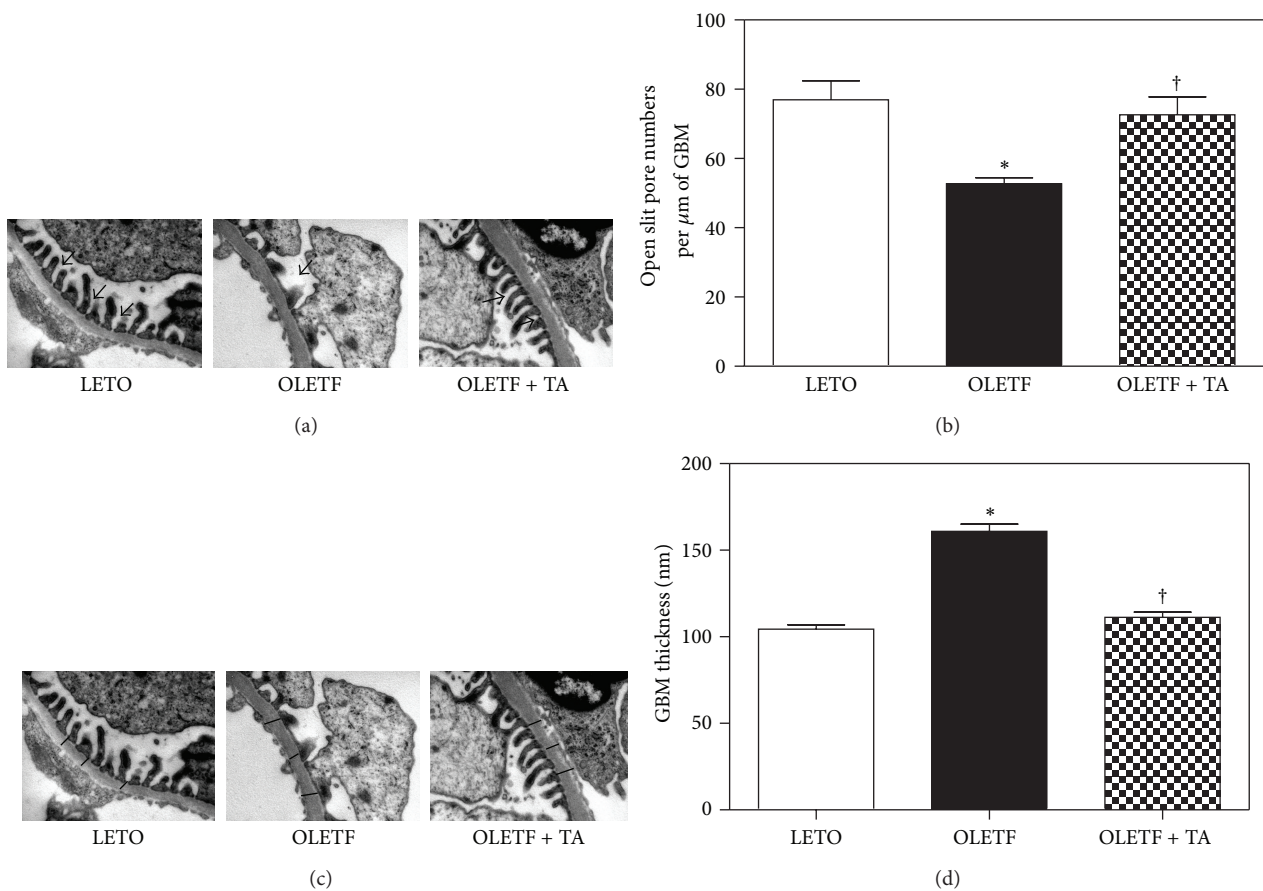 LETO
OLETF
OLETF + TA
(a)
Open slit pore numbers
per μm of GBM
100
80
60
40
20
0
*
†
LETO
OLETF
OLETF + TA
(b)
LETO
OLETF
OLETF + TA
(c)
GBM thickness (nm)
200
150
100
50
0
*
†
LETO
OLETF
OLETF + TA
(d)